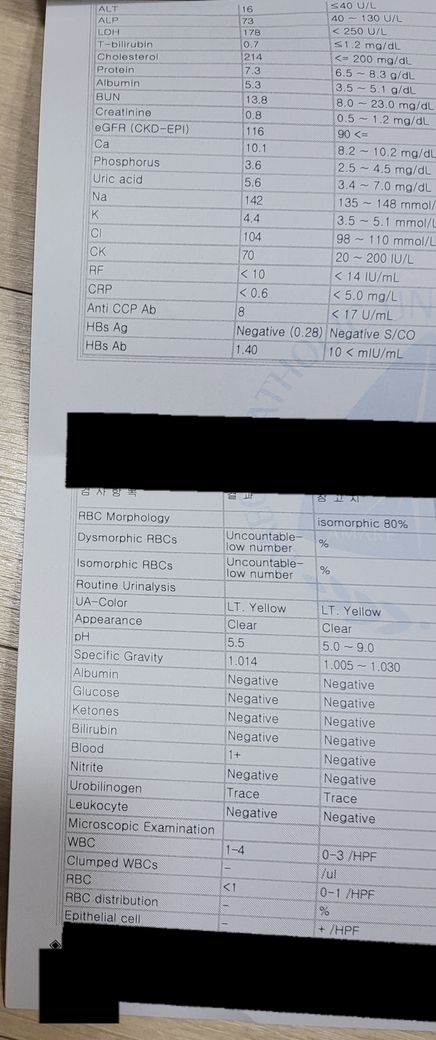 ALT 16 ≤40 U/L
ALP 73 40 ~ 130 U/L
LDH 178 < 250 U/L
T-bilirubin 0.7 ≤1.2 mg/dL
Cholesterol 214 <= 200 mg/dL
Protein 7.3 6.5 ~ 8.3 g/dL
Albumin 5.3 3.5 ~ 5.1 g/dL
BUN 13.8 8.0 ~ 23.0 mg/dL
Creatinine 0.8 0.5 ~ 1.2 mg/dL
eGFR (CKD-EPI) 116 90 <=
Ca 10.1 8.2 ~ 10.2 mg/dL
Phosphorus 3.6 2.5 ~ 4.5 mg/dL
Uric acid 5.6 3.4 ~ 7.0 mg/dL
Na 142 135 ~ 148 mmol/
K 4.4 3.5 ~ 5.1 mmol/L
Cl 104 98 ~ 110 mmol/L
CK 70 20 ~ 200 IU/L
RF < 10 < 14 IU/mL
CRP < 0.6 < 5.0 mg/L
Anti CCP Ab 8 < 17 U/mL
HBs Ag Negative (0.28) Negative S/CO
HBs Ab 1.40 10 < mIU/mL
검 사 항 목 결 과 참 고 치
RBC Morphology isomorphic 80%
Dysmorphic RBCs Uncountable-low number %
Isomorphic RBCs Uncountable-low number %
Routine Urinalysis
UA-Color LT. Yellow LT. Yellow
Appearance Clear Clear
pH 5.5 5.0 ~ 9.0
Specific Gravity 1.014 1.005 ~ 1.030
Albumin Negative Negative
Glucose Negative Negative
Ketones Negative Negative
Bilirubin Negative Negative
Blood 1+ Negative
Nitrite Negative Negative
Urobilinogen Trace Trace
Leukocyte Negative Negative
Microscopic Examination
WBC 1-4 0-3 /HPF
Clumped WBCs - /ul
RBC <1 0-1 /HPF
RBC distribution - %
Epithelial cell - + /HPF